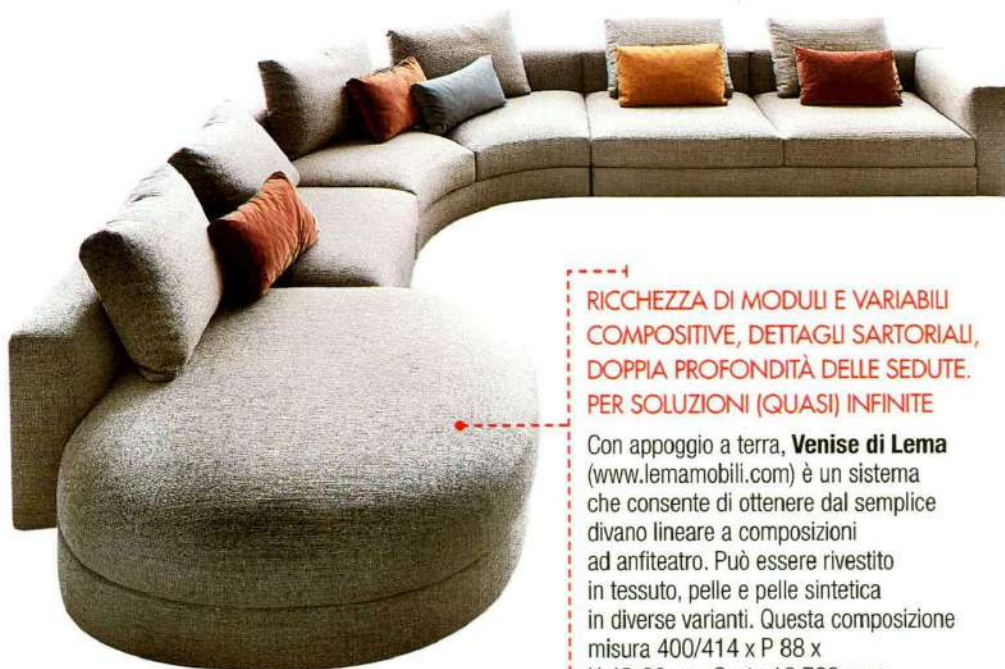 RICCHEZZA DI MODULI E VARIABILI
COMPOSITIVE, DETTAGLI SARTORIALI,
DOPPIA PROFONDITÀ DELLE SEDUTE.
PER SOLUZIONI (QUASI) INFINITE
Con appoggio a terra, Venise di Lema
(www.lemamobili.com) è un sistema
che consente di ottenere dal semplice
divano lineare a composizioni
ad anfiteatro. Può essere rivestito
in tessuto, pelle e pelle sintetica
in diverse varianti. Questa composizione
misura 400/414 x P 88 x